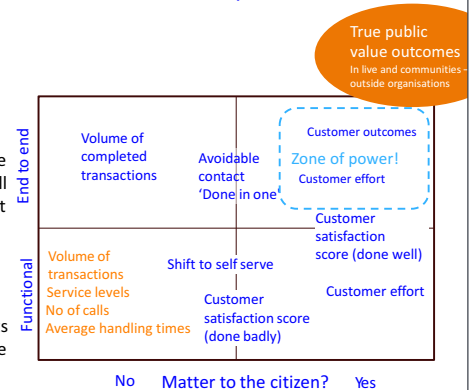 True public
value outcomes
In live and communities –
outside organisations
End to end
Volume of
completed
transactions
Avoidable
contact
‘Done in one’
Customer outcomes
Zone of power!
Customer effort
Customer
satisfaction
score (done well)
Functional
Volume of
transactions
Service levels
No of calls
Average handling times
Shift to self serve
Customer
satisfaction score
(done badly)
Customer effort
No Matter to the citizen? Yes